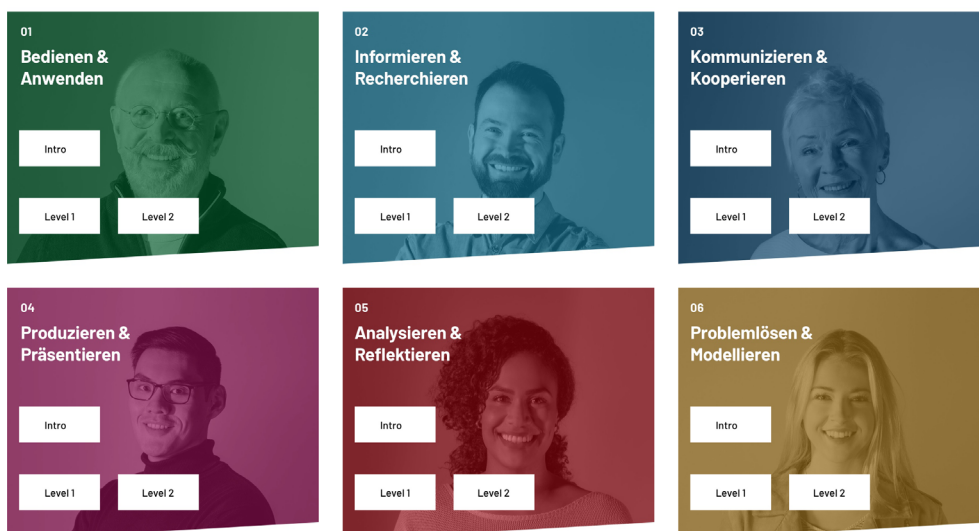 01
Bedienen &
Anwenden
Intro
Level 1
Level 2
02
Informieren &
Recherchieren
Intro
Level 1
Level 2
03
Kommunizieren &
Kooperieren
Intro
Level 1
Level 2
04
Produzieren &
Präsentieren
Intro
Level 1
Level 2
05
Analysieren &
Reflektieren
Intro
Level 1
Level 2
06
Problemlösen &
Modellieren
Intro
Level 1
Level 2